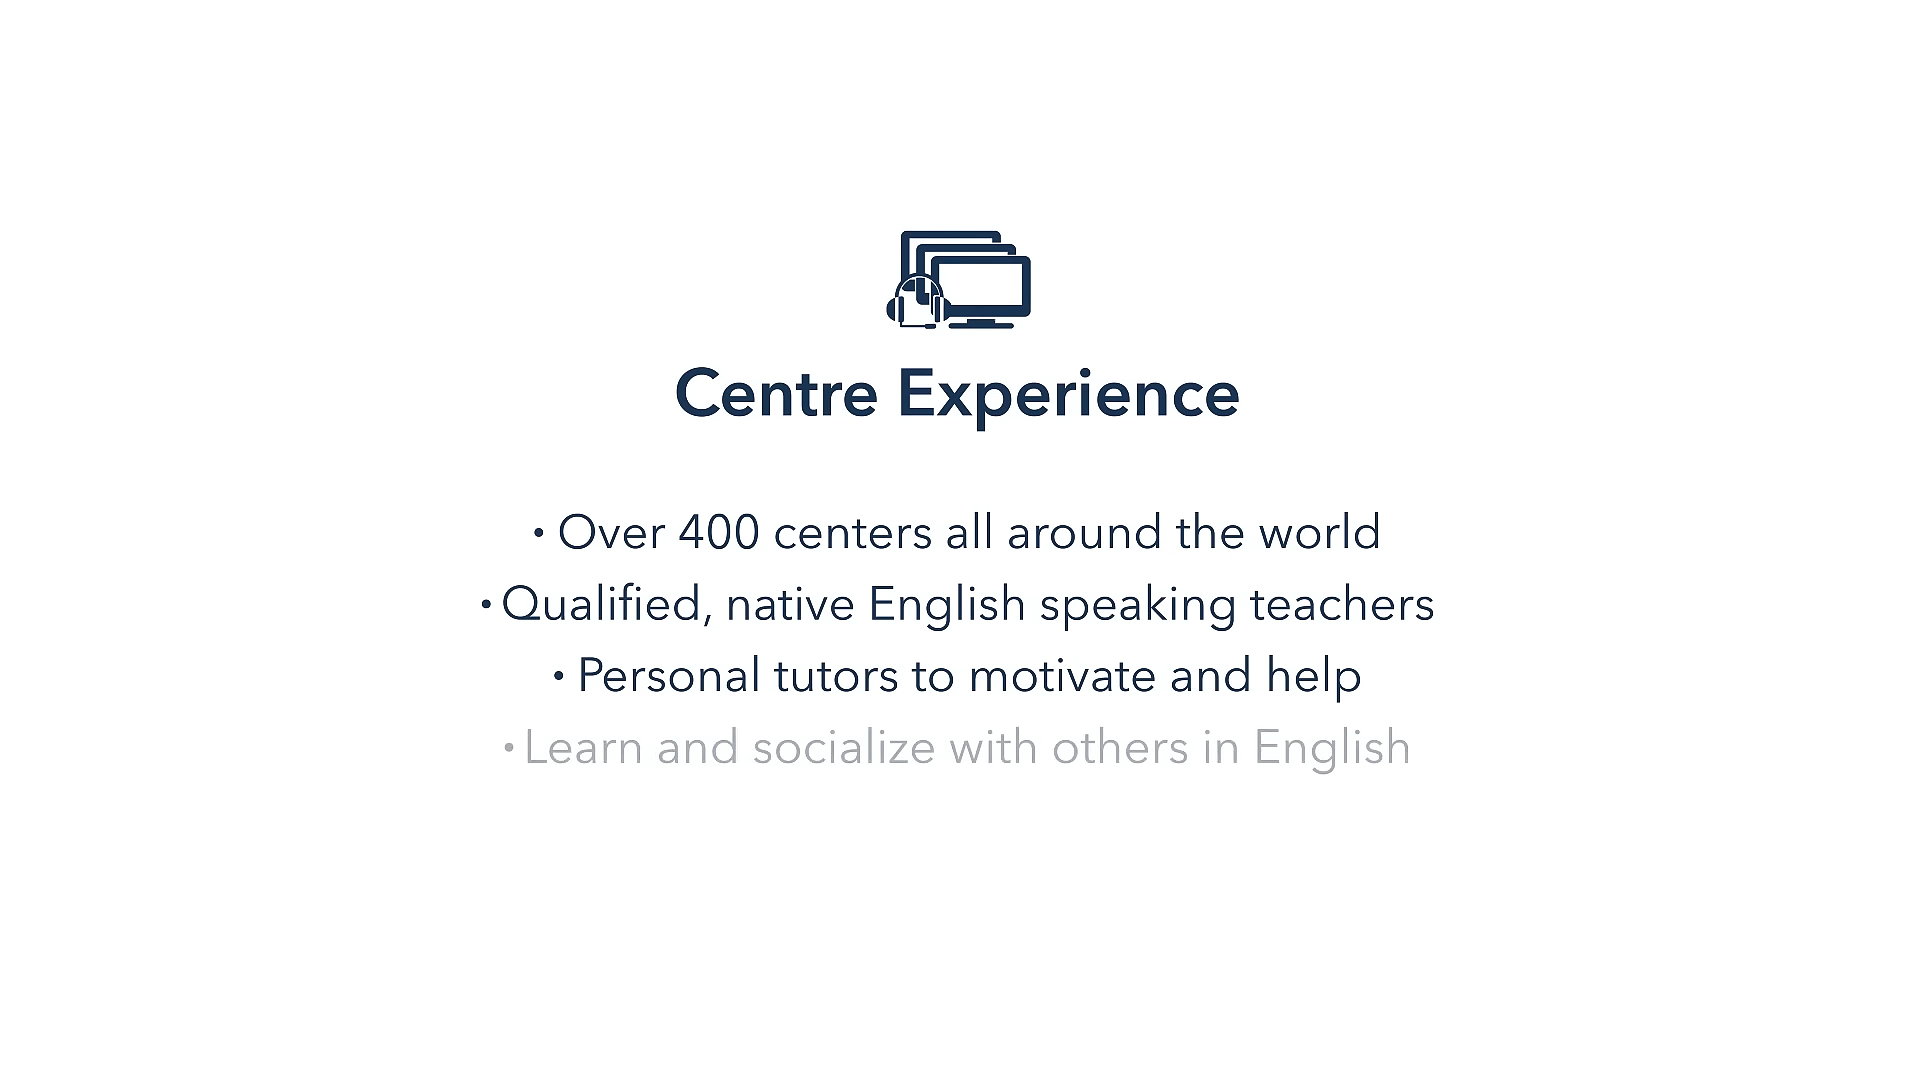 Centre Experience
• Over 400 centers all around the world
• Qualified, native English speaking teachers
• Personal tutors to motivate and help
• Learn and socialize with others in English